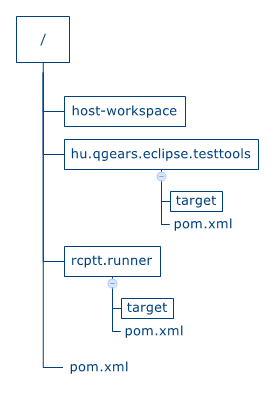 /
host-workspace
hu.qgears.eclipse.testtools
target
pom.xml
rcptt.runner
target
pom.xml
pom.xml